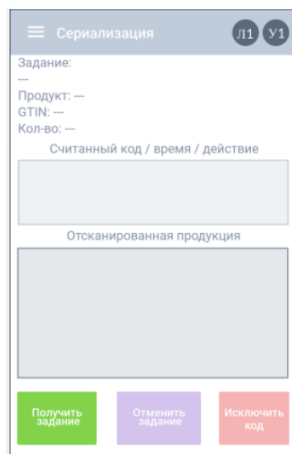 Сериализация Л1 У1
Задание:
---
Продукт: ---
GTIN: ---
Кол-во: ---
Считанный код / время / действие
Отсканированная продукция
Получить
задание
Отменить
задание
Исключить
код